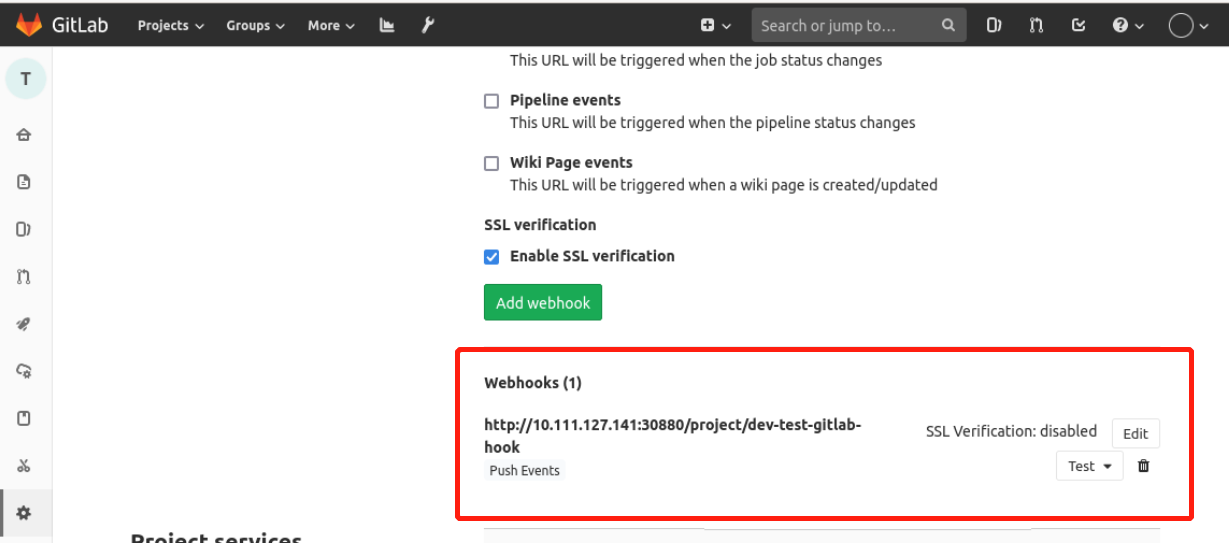 GitLab Projects Groups More Search or jump to...
T
This URL will be triggered when the job status changes
Pipeline events
This URL will be triggered when the pipeline status changes
Wiki Page events
This URL will be triggered when a wiki page is created/updated
SSL verification
Enable SSL verification
Add webhook
Webhooks (1)
http://10.111.127.141:30880/project/dev-test-gitlab-
hook
Push Events
SSL Verification: disabled Edit
Test
Project services